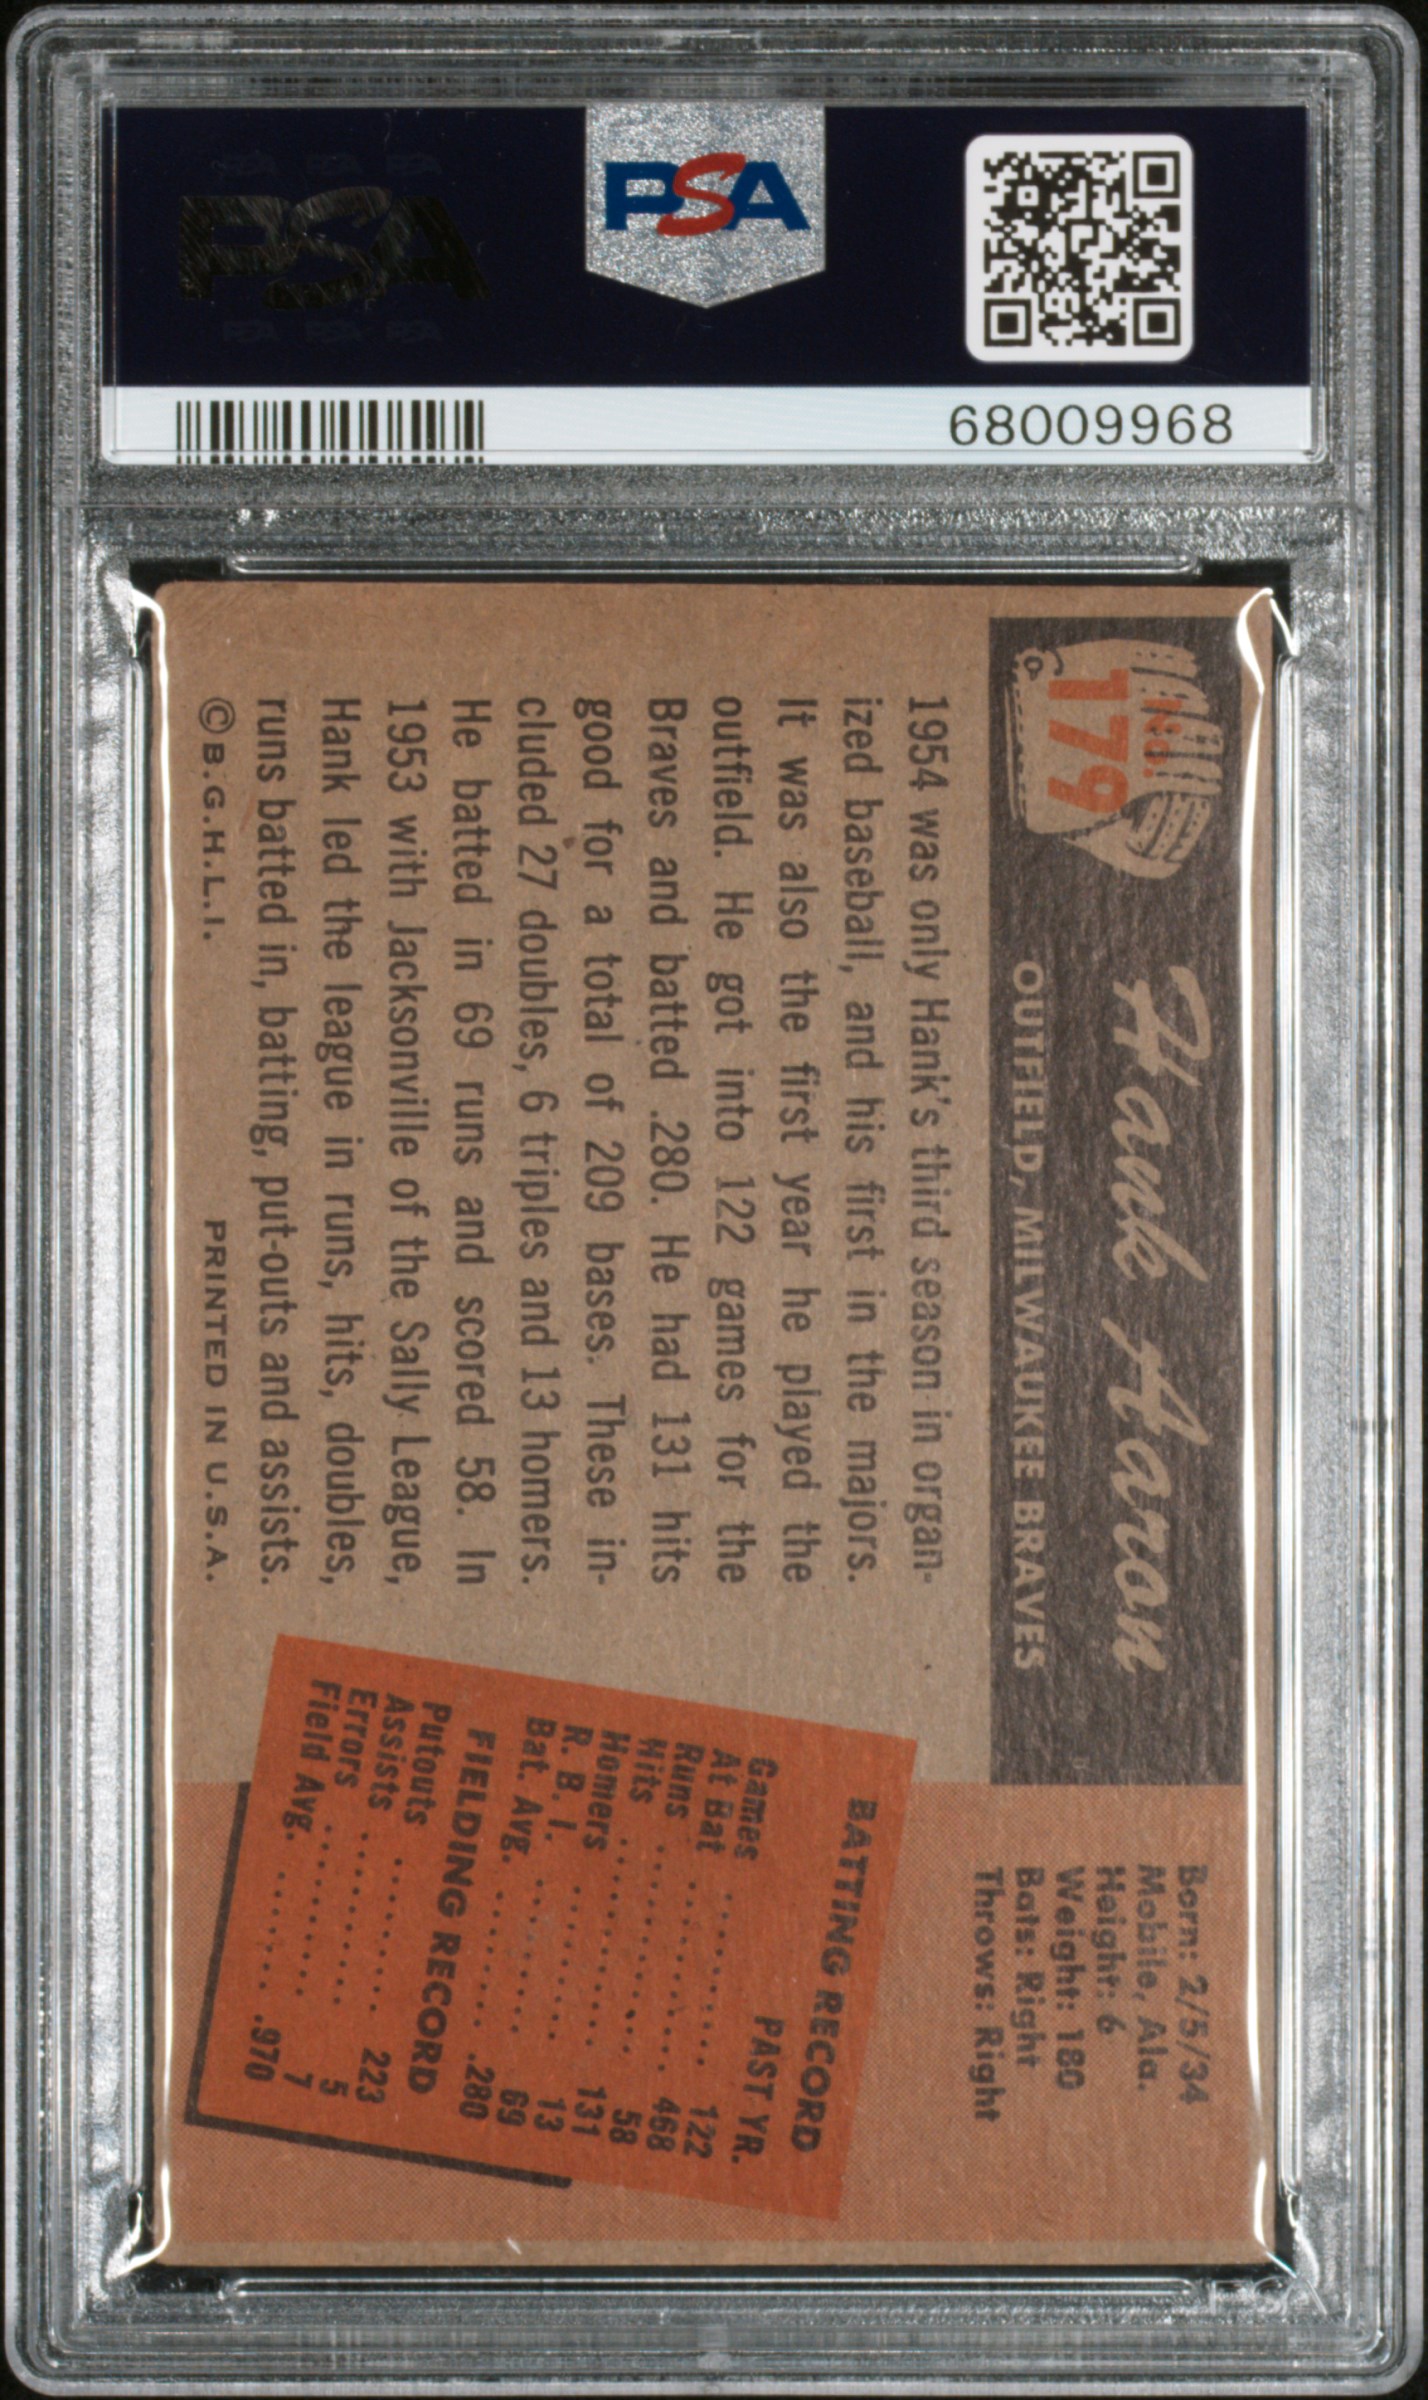 PSA
PSA
68009968
No.
179
Hank Aaron
OUTFIELD, MILWAUKEE BRAVES
1954 was only Hank's third season in organ-
ized baseball, and his first in the majors.
It was also the first year he played the
outfield. He got into 122 games for the
Braves and batted .280. He had 131 hits
good for a total of 209 bases. These in-
cluded 27 doubles, 6 triples and 13 homers.
He batted in 69 runs and scored 58. In
1953 with Jacksonville of the Sally League,
Hank led the league in runs, hits, doubles,
runs batted in, batting, put-outs and assists.
©B.G.H.L.I. PRINTED IN U.S.A.
Born: 2/5/34
Mobile, Ala.
Height: 6
Weight: 180
Bats: Right
Throws: Right
BATTING RECORD
PAST YR.
Games .......... 122
At Bat .......... 468
Runs .......... 58
Hits .......... 131
Homers .......... 13
R. B. I. .......... 69
Bat. Avg. .......... .280
FIELDING RECORD
Putouts .......... 223
Assists .......... 5
Errors .......... 7
Field Avg. .......... .970